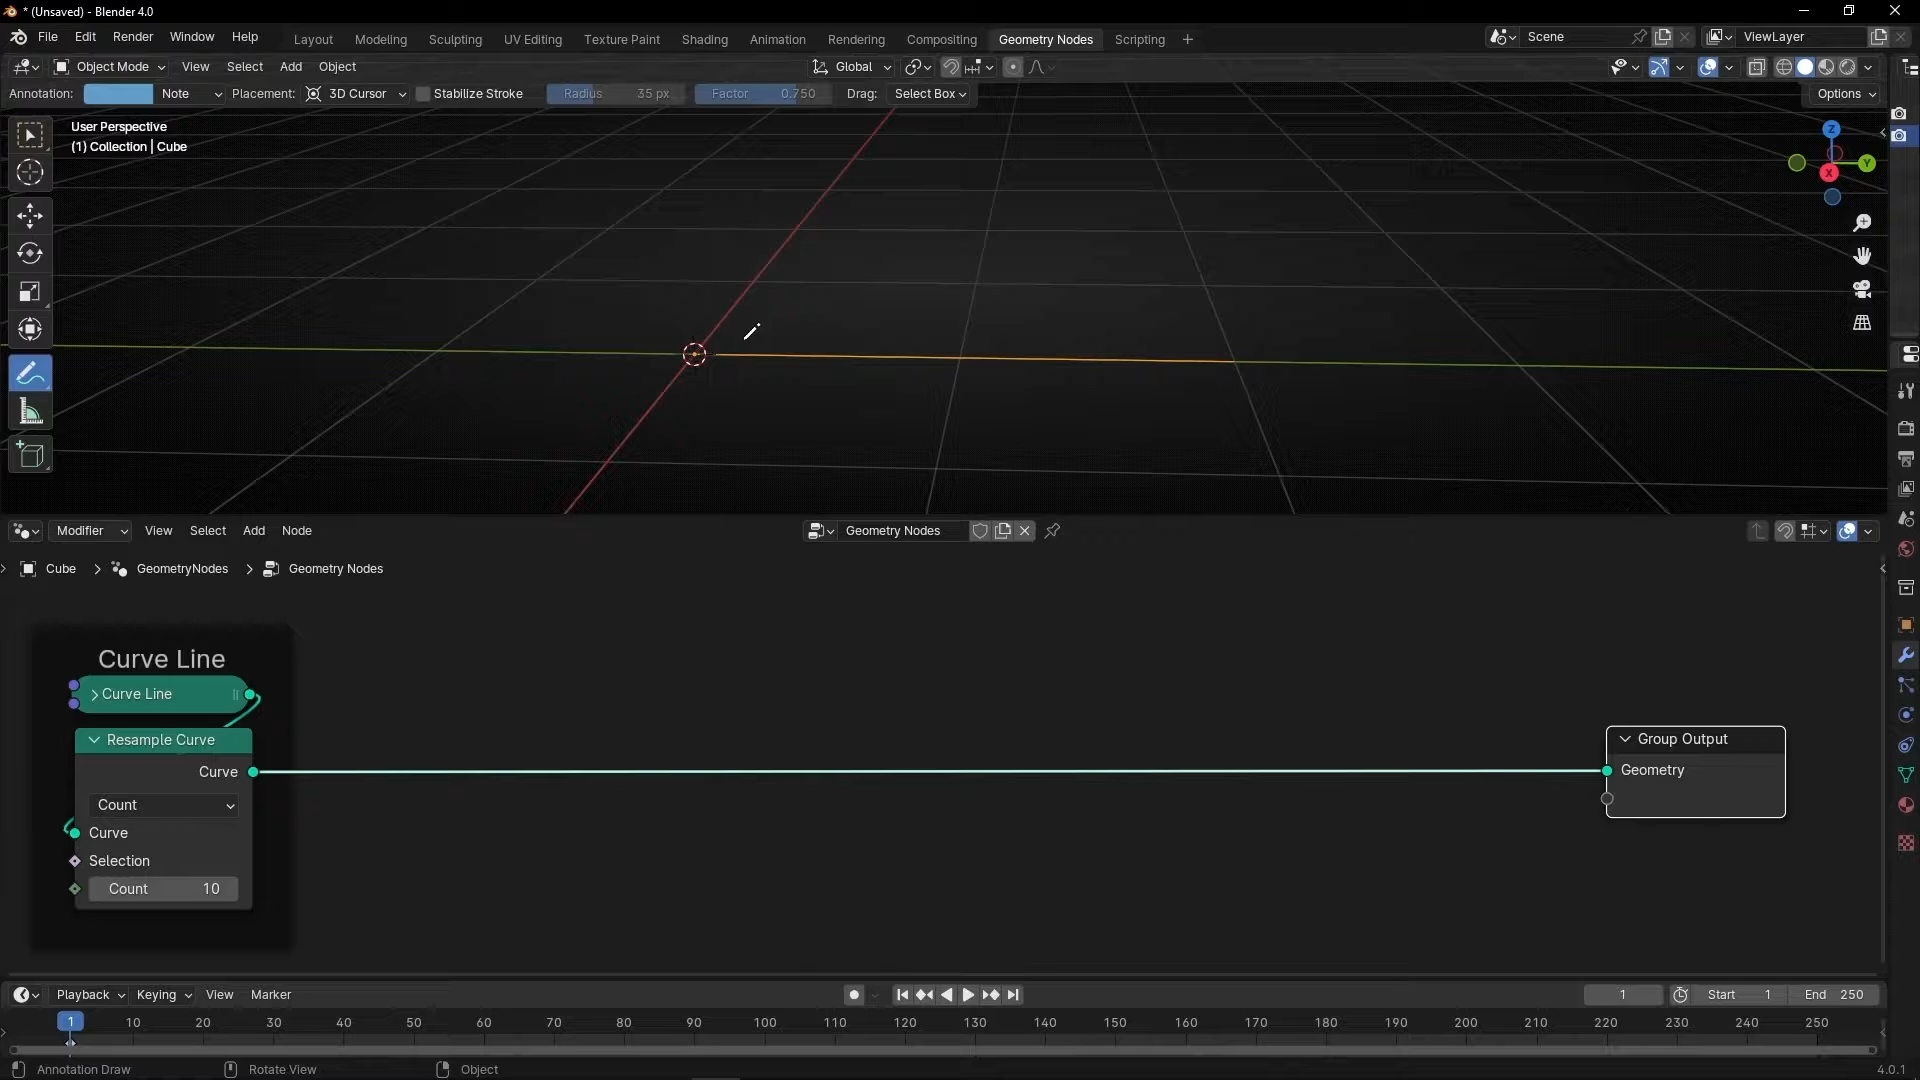 * (Unsaved) - Blender 4.0
File Edit Render Window Help Layout Modeling Sculpting UV Editing Texture Paint Shading Animation Rendering Compositing Geometry Nodes Scripting + Scene ViewLayer
Object Mode View Select Add Object Global
Annotation: Note Placement: 3D Cursor Stabilize Stroke Radius 35 px Factor 0.750 Drag: Select Box Options
User Perspective
(1) Collection | Cube
Z
Y
X
Modifier View Select Add Node Geometry Nodes
Cube > GeometryNodes > Geometry Nodes
Curve Line
Curve Line
Resample Curve
Curve
Count
Curve
Selection
Count 10
Group Output
Geometry
Playback Keying View Marker 1 Start 1 End 250
1 10 20 30 40 50 60 70 80 90 100 110 120 130 140 150 160 170 180 190 200 210 220 230 240 250
Annotation Draw Rotate View Object 4.0.1